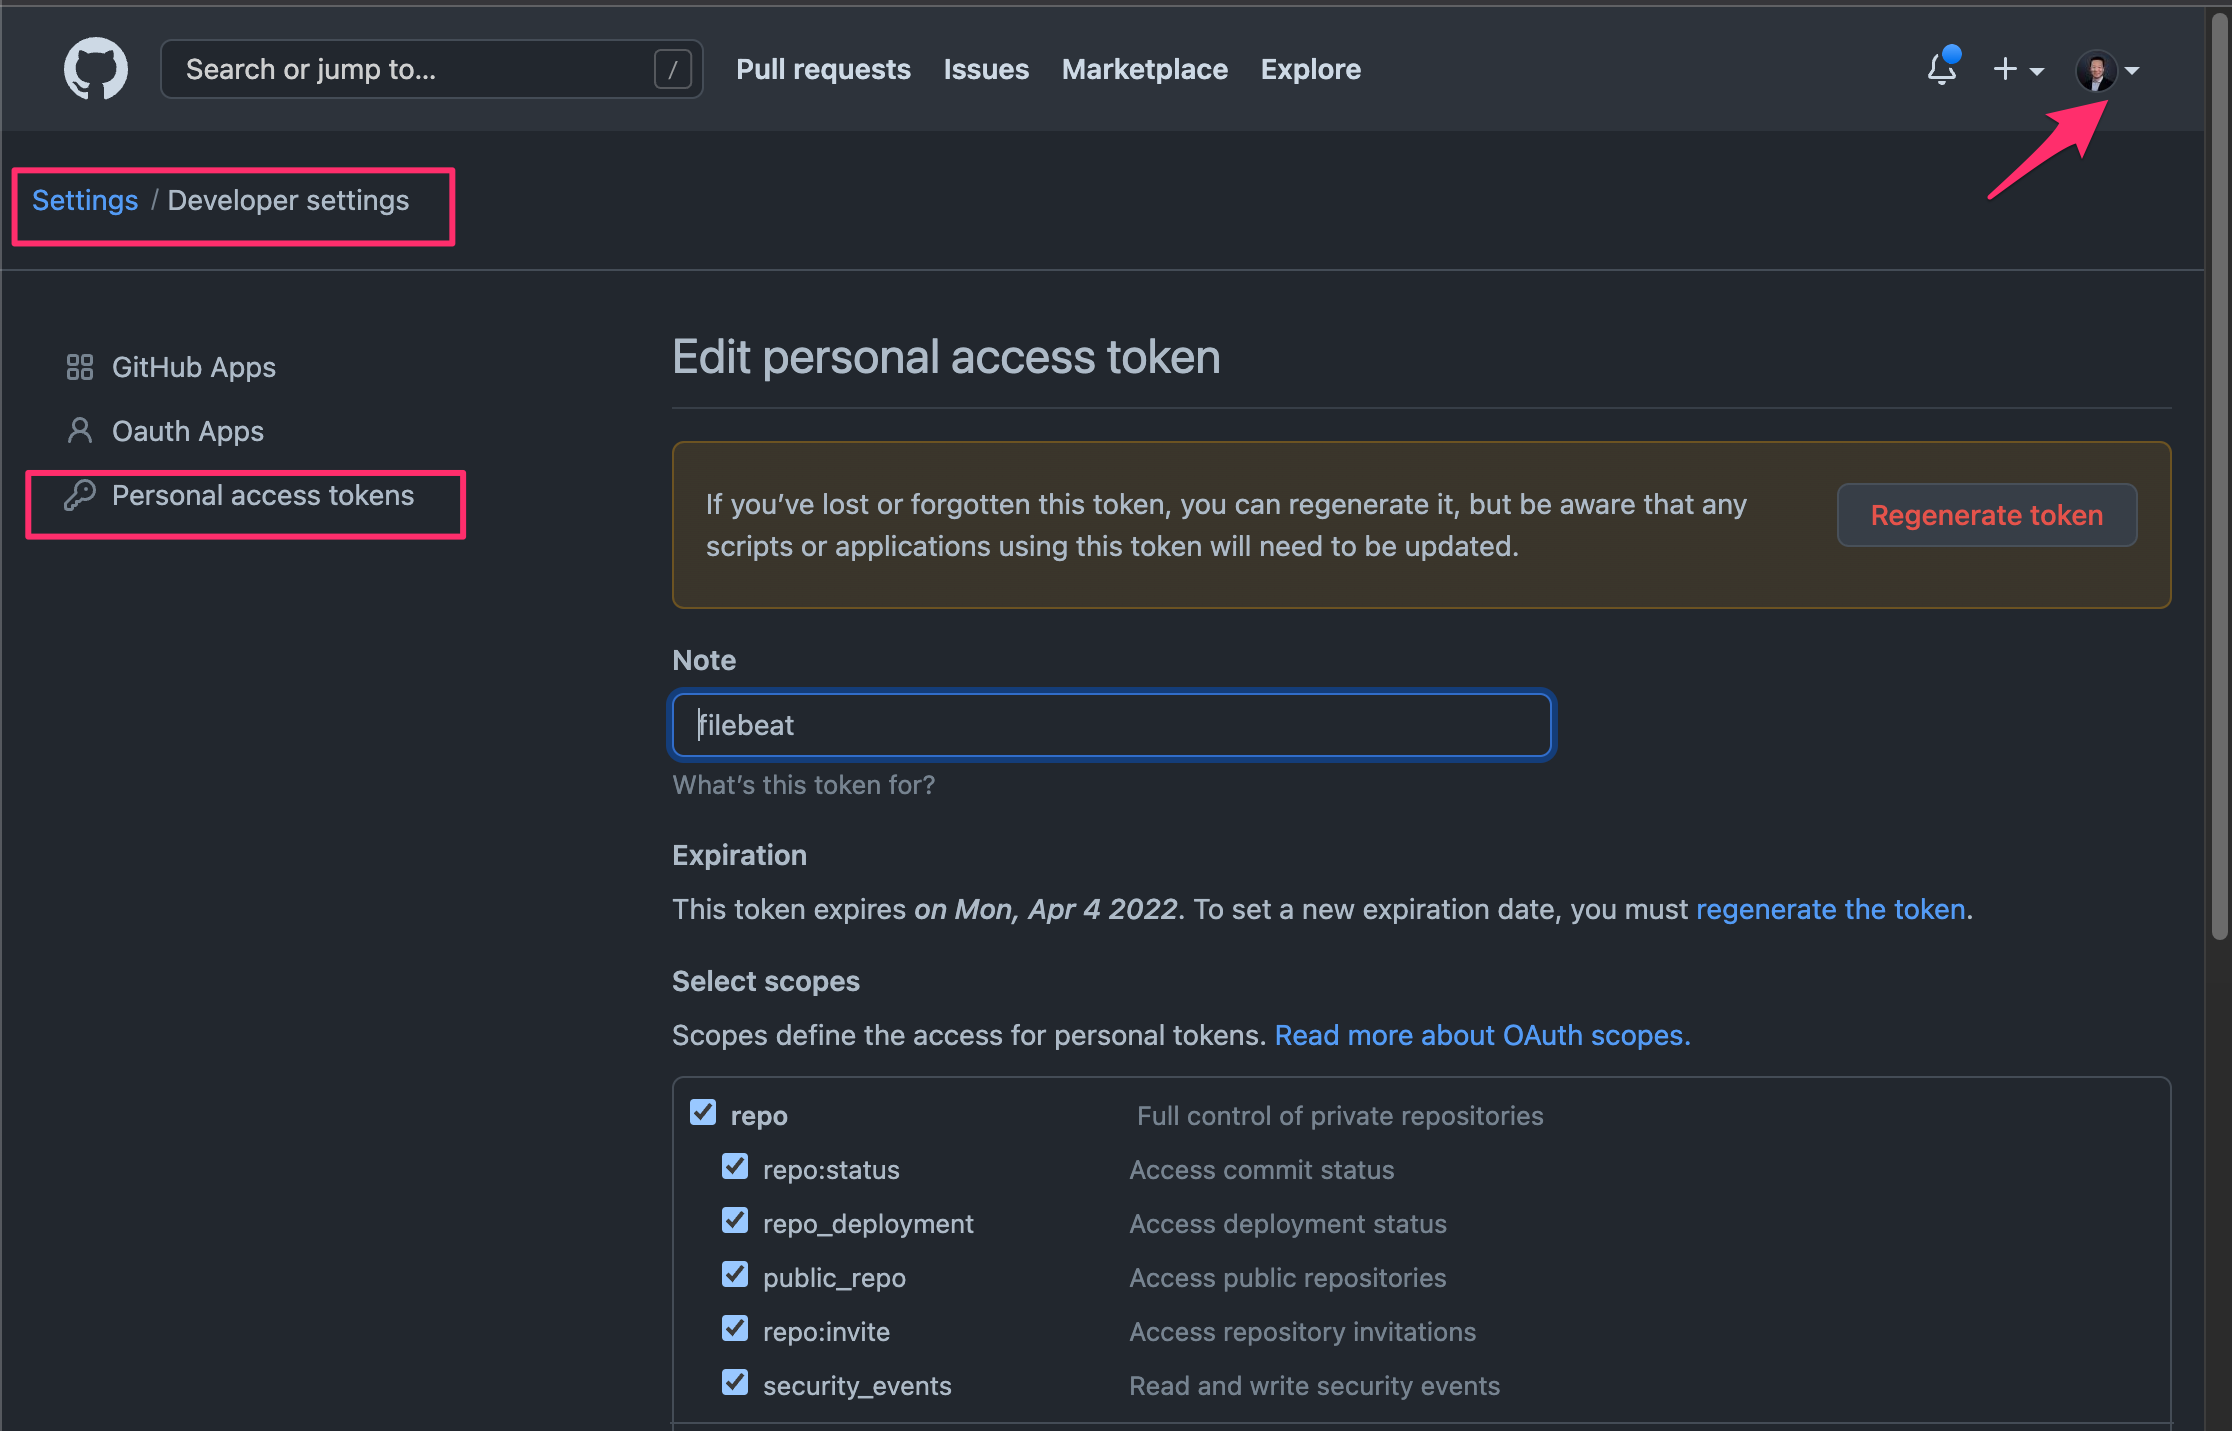 Search or jump to...
/
Pull requests
Issues
Marketplace
Explore
Settings / Developer settings
GitHub Apps
Oauth Apps
Personal access tokens
Edit personal access token
If you’ve lost or forgotten this token, you can regenerate it, but be aware that any
scripts or applications using this token will need to be updated.
Regenerate token
Note
filebeat
What’s this token for?
Expiration
This token expires on Mon, Apr 4 2022. To set a new expiration date, you must regenerate the token.
Select scopes
Scopes define the access for personal tokens. Read more about OAuth scopes.
repo Full control of private repositories
repo:status Access commit status
repo_deployment Access deployment status
public_repo Access public repositories
repo:invite Access repository invitations
security_events Read and write security events